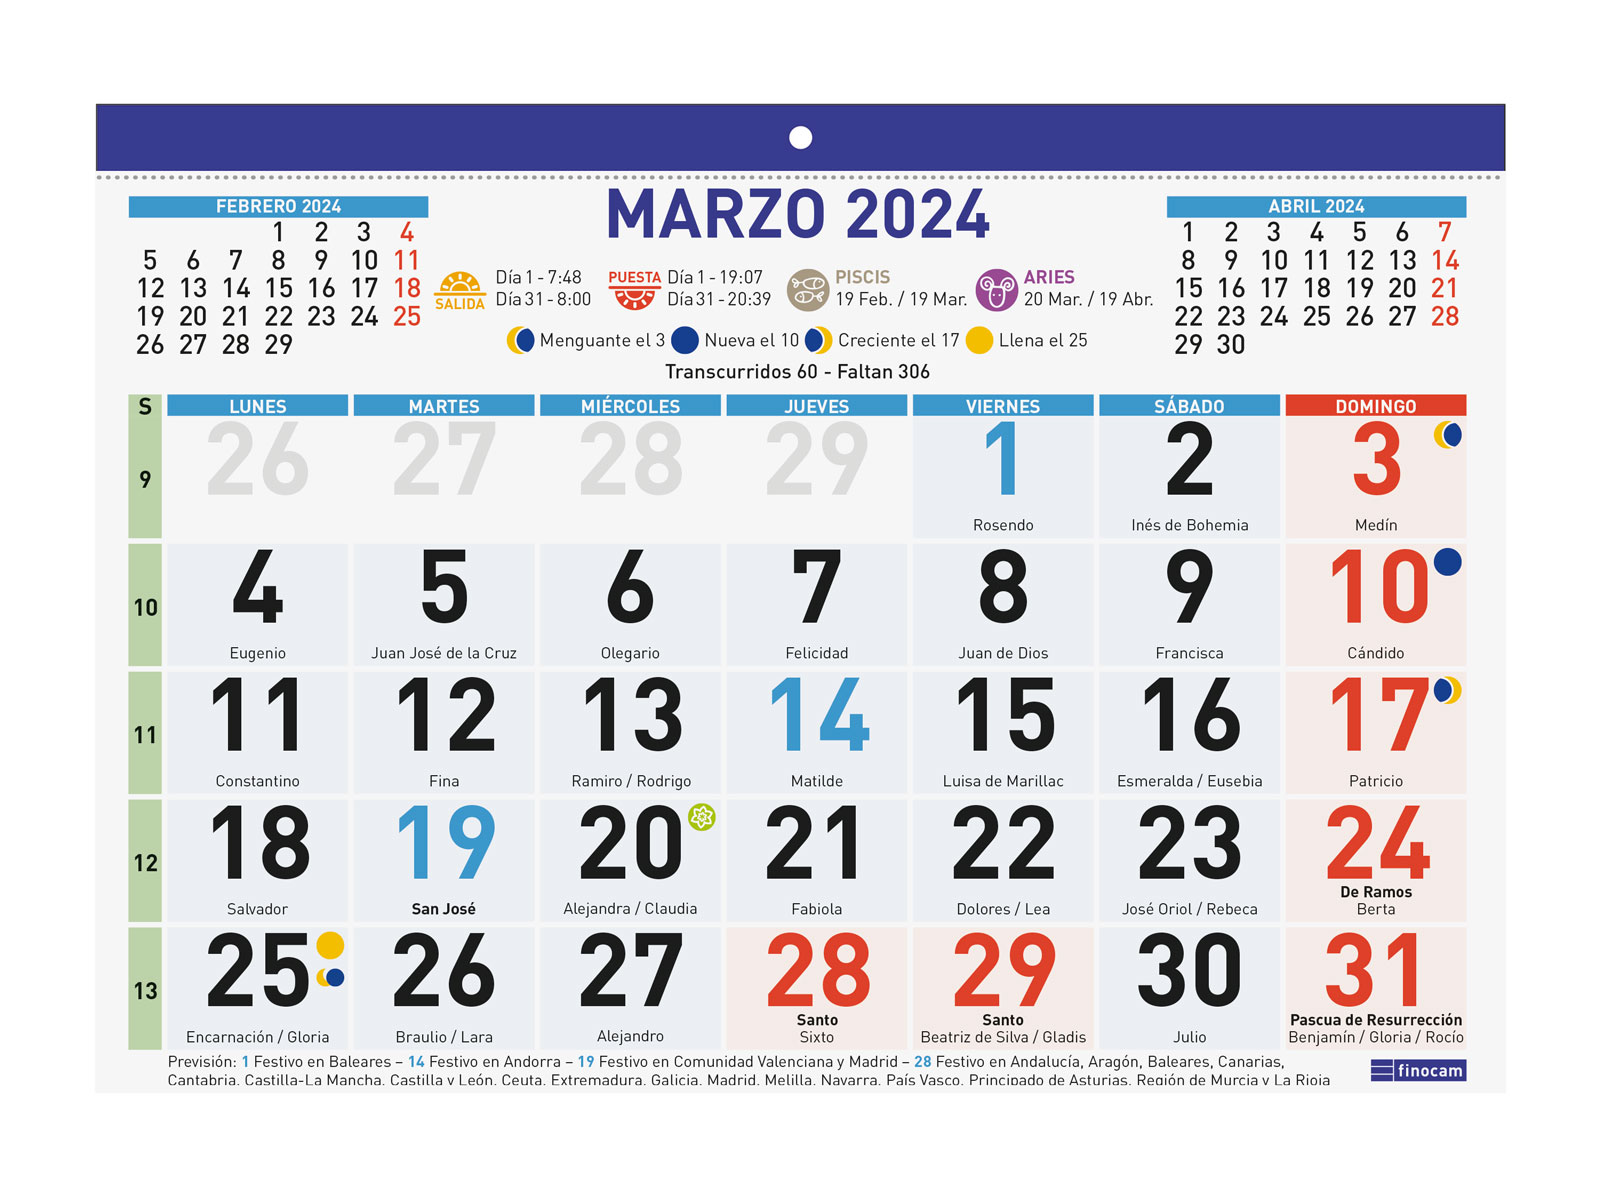 MARZO 2024
FEBRERO 2024
1 2 3 4
5 6 7 8 9 10 11
12 13 14 15 16 17 18
19 20 21 22 23 24 25
26 27 28 29
SALIDA
Día 1 - 7:48
Día 31 - 8:00
PUESTA
Día 1 - 19:07
Día 31 - 20:39
PISCIS
19 Feb. / 19 Mar.
ARIES
20 Mar. / 19 Abr.
Menguante el 3 Nueva el 10 Creciente el 17 Llena el 25
Transcurridos 60 - Faltan 306
ABRIL 2024
1 2 3 4 5 6 7
8 9 10 11 12 13 14
15 16 17 18 19 20 21
22 23 24 25 26 27 28
29 30
S LUNES MARTES MIÉRCOLES JUEVES VIERNES SÁBADO DOMINGO
9 26 27 28 29 1 2 3
Rosendo Inés de Bohemia Medín
10 4 5 6 7 8 9 10
Eugenio Juan José de la Cruz Olegario Felicidad Juan de Dios Francisca Cándido
11 11 12 13 14 15 16 17
Constantino Fina Ramiro / Rodrigo Matilde Luisa de Marillac Esmeralda / Eusebia Patricio
12 18 19 20 21 22 23 24
De Ramos
Salvador San José Alejandra / Claudia Fabiola Dolores / Lea José Oriol / Rebeca Berta
13 25 26 27 28 29 30 31
Santo Santo Pascua de Resurrección
Encarnación / Gloria Braulio / Lara Alejandro Sixto Beatriz de Silva / Gladis Julio Benjamín / Gloria / Rocío
Previsión: 1 Festivo en Baleares – 14 Festivo en Andorra – 19 Festivo en Comunidad Valenciana y Madrid – 28 Festivo en Andalucía, Aragón, Baleares, Canarias,
Cantabria, Castilla-La Mancha, Castilla y León, Ceuta, Extremadura, Galicia, Madrid, Melilla, Navarra, País Vasco, Principado de Asturias, Región de Murcia y La Rioja
finocam